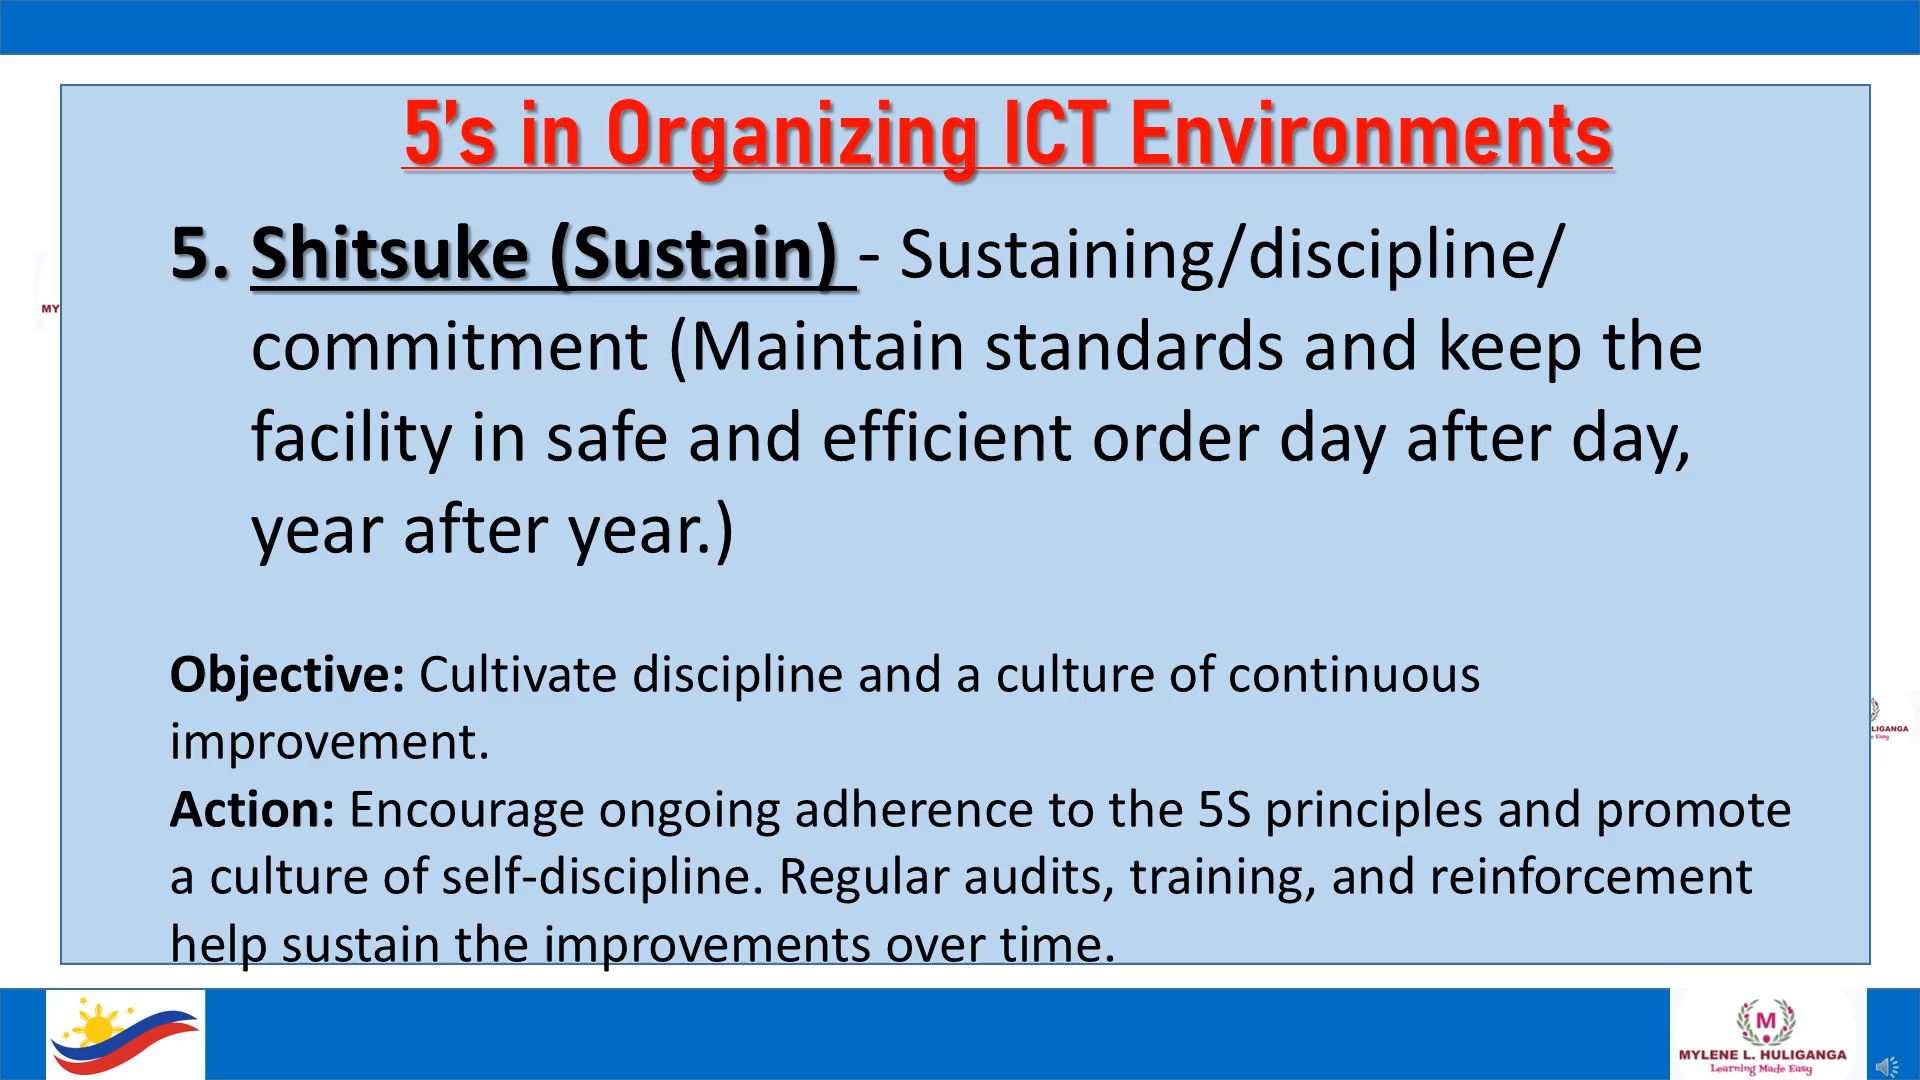 5's in Organizing ICT Environments
5. Shitsuke (Sustain) - Sustaining/discipline/
commitment (Maintain standards and keep the
facility in safe and efficient order day after day,
year after year.)
MY
Objective: Cultivate discipline and a culture of continuous
improvement.
LIGANGA
Action: Encourage ongoing adherence to the 5S principles and promote
a culture of self-discipline. Regular audits, training, and reinforcement
help sustain the improvements over time.
M
MYLENE L. HULIGANGA
Learning Made Easy